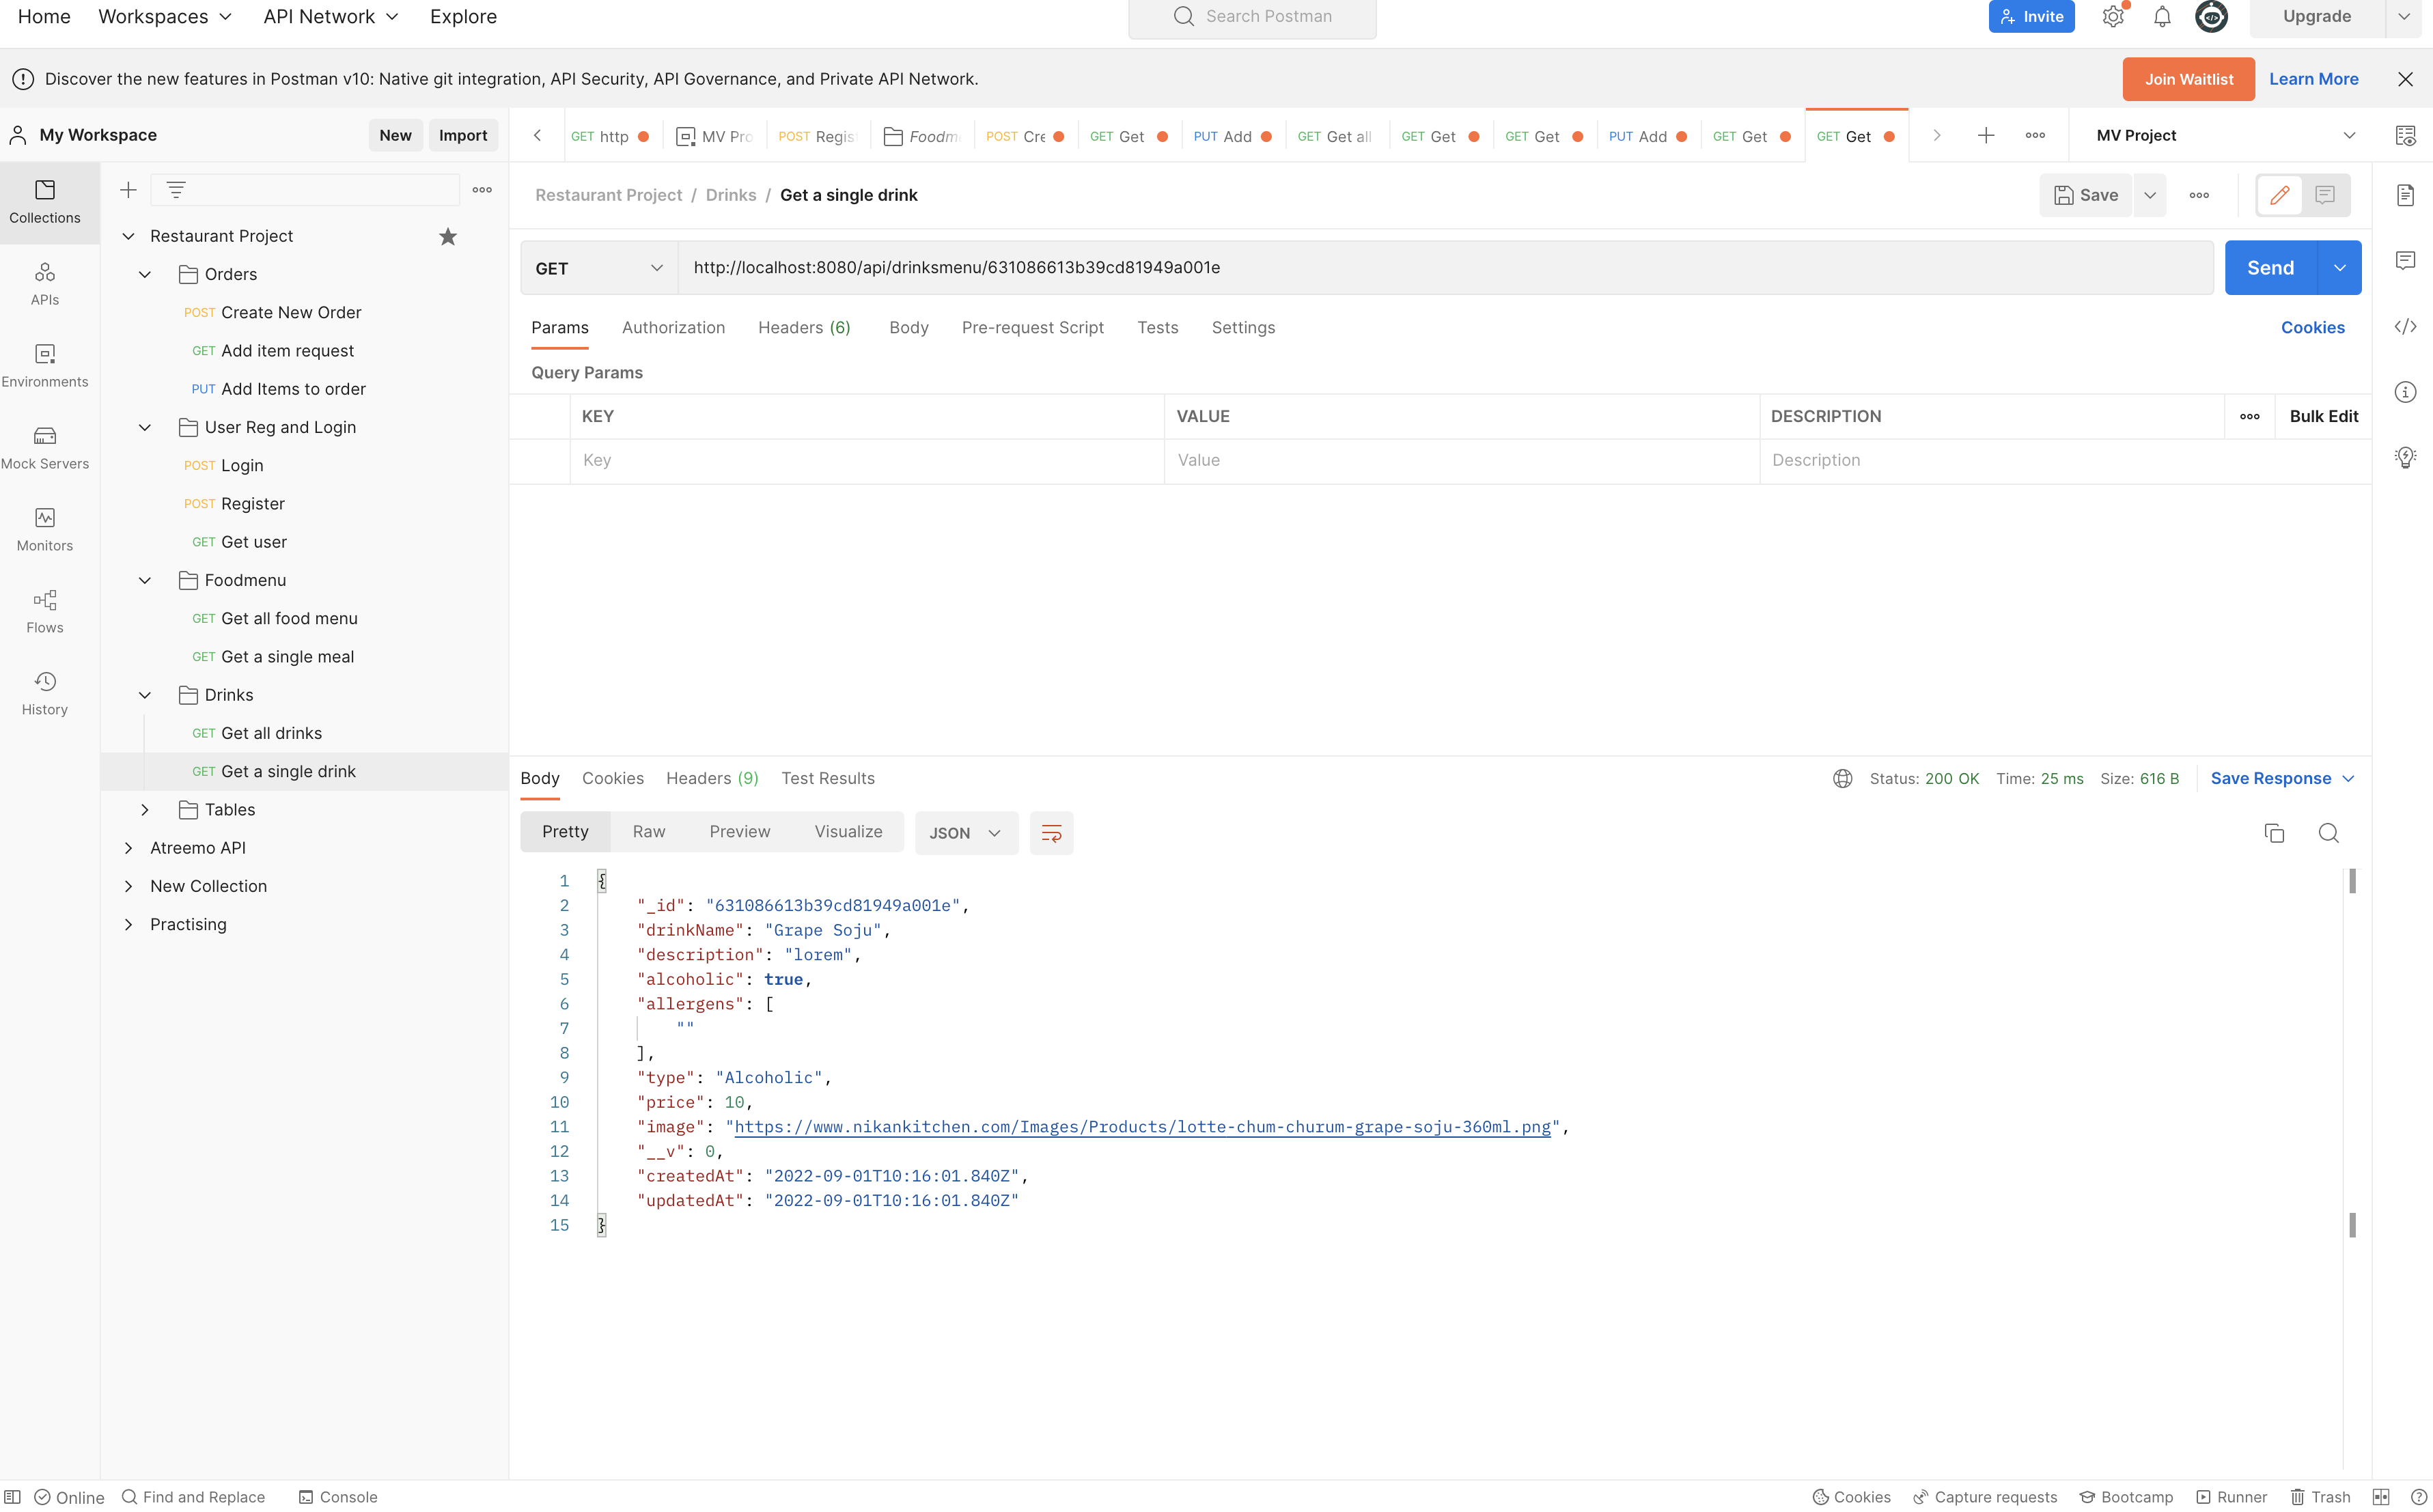 Home Workspaces API Network Explore Search Postman Invite Upgrade
Discover the new features in Postman v10: Native git integration, API Security, API Governance, and Private API Network. Join Waitlist Learn More
My Workspace New Import
GET http MV Pro POST Regis Foodm POST Cre GET Get PUT Add GET Get all GET Get GET Get PUT Add GET Get GET Get MV Project
Collections
APIs
Environments
Mock Servers
Monitors
Flows
History
Restaurant Project
Orders
POST Create New Order
GET Add item request
PUT Add Items to order
User Reg and Login
POST Login
POST Register
GET Get user
Foodmenu
GET Get all food menu
GET Get a single meal
Drinks
GET Get all drinks
GET Get a single drink
Tables
Atreemo API
New Collection
Practising
Restaurant Project / Drinks / Get a single drink Save
GET http://localhost:8080/api/drinksmenu/631086613b39cd81949a001e Send
Params Authorization Headers (6) Body Pre-request Script Tests Settings Cookies
Query Params
KEY VALUE DESCRIPTION Bulk Edit
Key Value Description
Body Cookies Headers (9) Test Results Status: 200 OK Time: 25 ms Size: 616 B Save Response
Pretty Raw Preview Visualize JSON
1 {
2 "_id": "631086613b39cd81949a001e",
3 "drinkName": "Grape Soju",
4 "description": "lorem",
5 "alcoholic": true,
6 "allergens": [
7 ""
8 ],
9 "type": "Alcoholic",
10 "price": 10,
11 "image": "https://www.nikankitchen.com/Images/Products/lotte-chum-churum-grape-soju-360ml.png",
12 "__v": 0,
13 "createdAt": "2022-09-01T10:16:01.840Z",
14 "updatedAt": "2022-09-01T10:16:01.840Z"
15 }
Online Find and Replace Console Cookies Capture requests Bootcamp Runner Trash